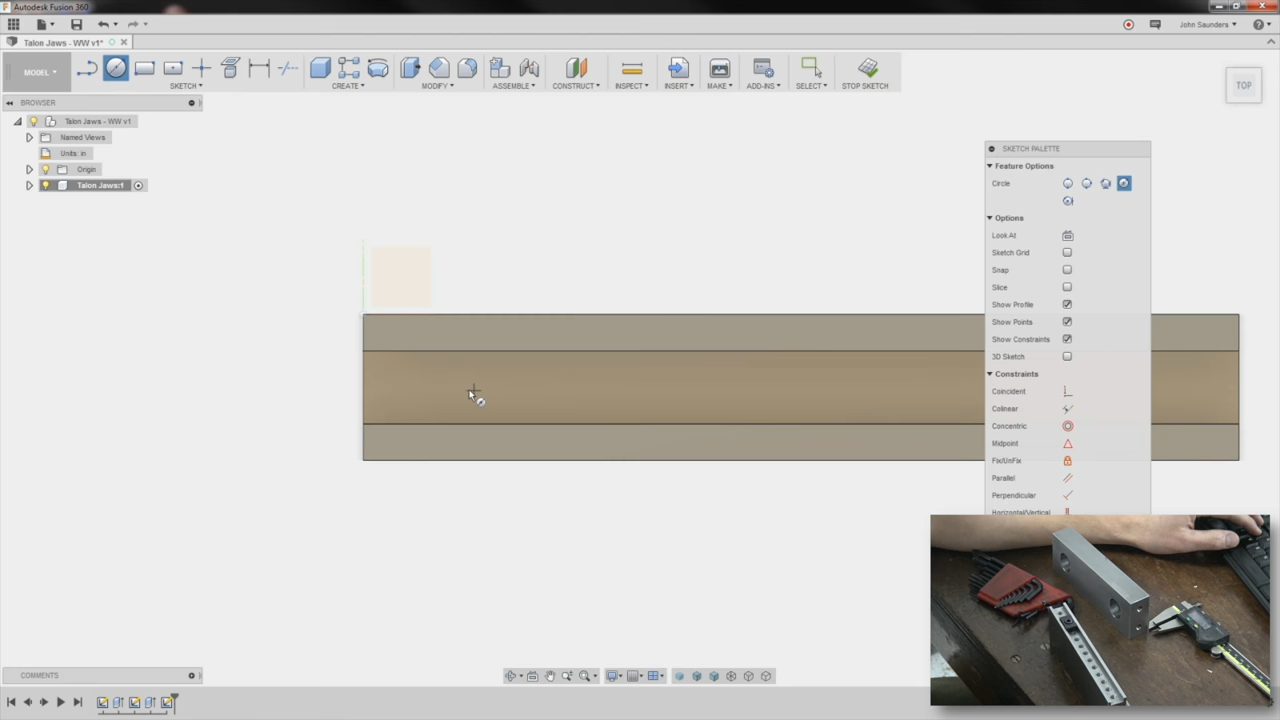 Autodesk Fusion 360
John Saunders
Talon Jaws - WW v1*
MODEL
SKETCH
CREATE
MODIFY
ASSEMBLE
CONSTRUCT
INSPECT
INSERT
MAKE
ADD-INS
SELECT
STOP SKETCH
TOP
BROWSER
Talon Jaws - WW v1
Named Views
Units: in
Origin
Talon Jaws:1
SKETCH PALETTE
Feature Options
Circle
Options
Look At
Sketch Grid
Snap
Slice
Show Profile
Show Points
Show Constraints
3D Sketch
Constraints
Coincident
Colinear
Concentric
Midpoint
Fix/UnFix
Parallel
Perpendicular
Horizontal/Vertical
COMMENTS